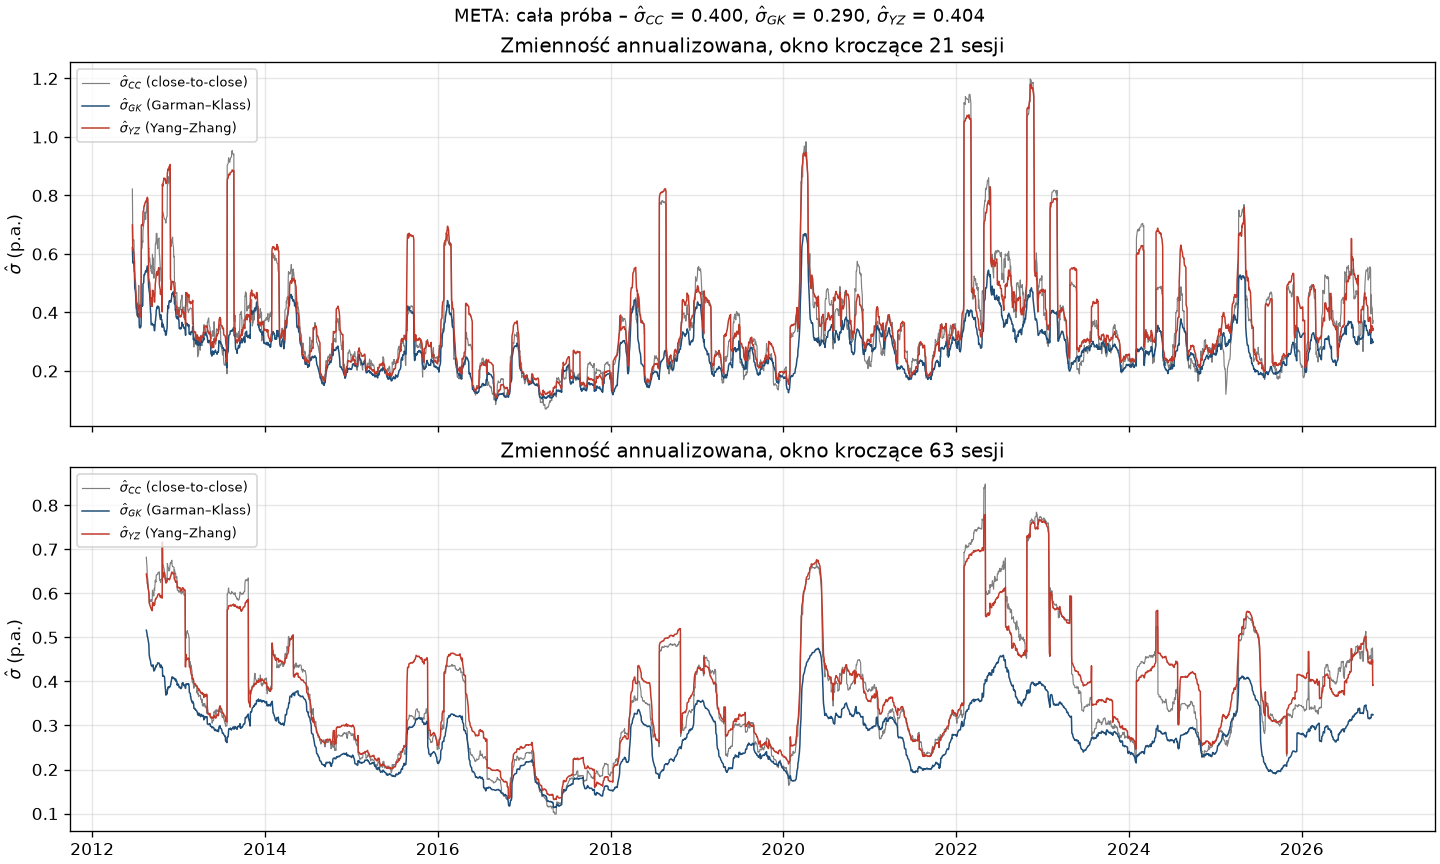 META: cała próba – σ̂_CC = 0.400, σ̂_GK = 0.290, σ̂_YZ = 0.404
Zmienność annualizowana, okno kroczące 21 sesji
σ̂_CC (close-to-close)
σ̂_GK (Garman–Klass)
σ̂_YZ (Yang–Zhang)
σ̂ (p.a.)
1.2
1.0
0.8
0.6
0.4
0.2
Zmienność annualizowana, okno kroczące 63 sesji
σ̂_CC (close-to-close)
σ̂_GK (Garman–Klass)
σ̂_YZ (Yang–Zhang)
σ̂ (p.a.)
0.8
0.7
0.6
0.5
0.4
0.3
0.2
0.1
2012 2014 2016 2018 2020 2022 2024 2026